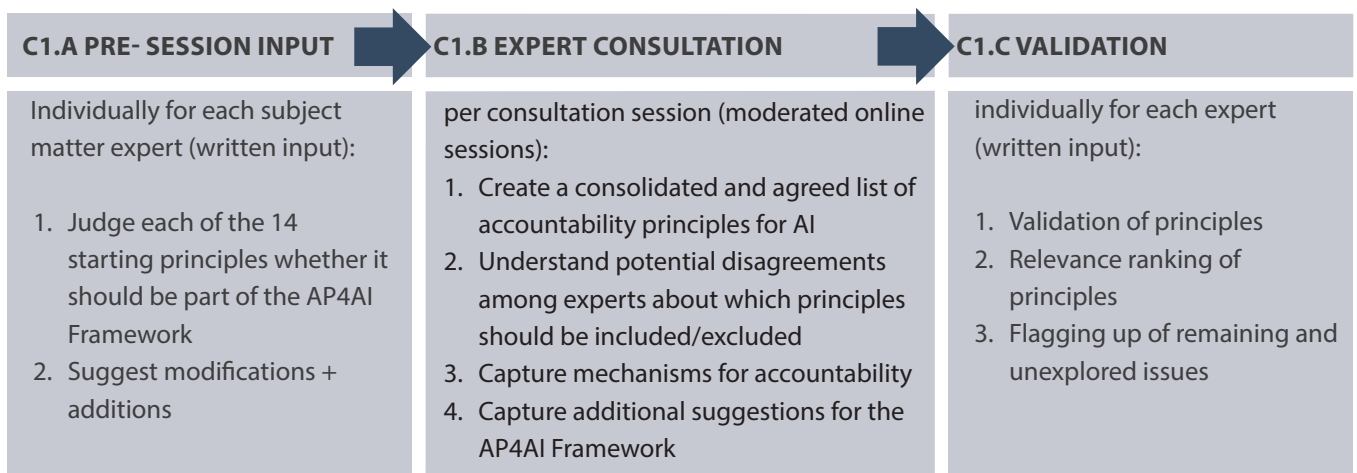 C1.A PRE- SESSION INPUT
Individually for each subject
matter expert (written input):
1. Judge each of the 14
starting principles whether it
should be part of the AP4AI
Framework
2. Suggest modifications +
additions
C1.B EXPERT CONSULTATION
per consultation session (moderated online
sessions):
1. Create a consolidated and agreed list of
accountability principles for AI
2. Understand potential disagreements
among experts about which principles
should be included/excluded
3. Capture mechanisms for accountability
4. Capture additional suggestions for the
AP4AI Framework
C1.C VALIDATION
individually for each expert
(written input):
1. Validation of principles
2. Relevance ranking of
principles
3. Flagging up of remaining and
unexplored issues